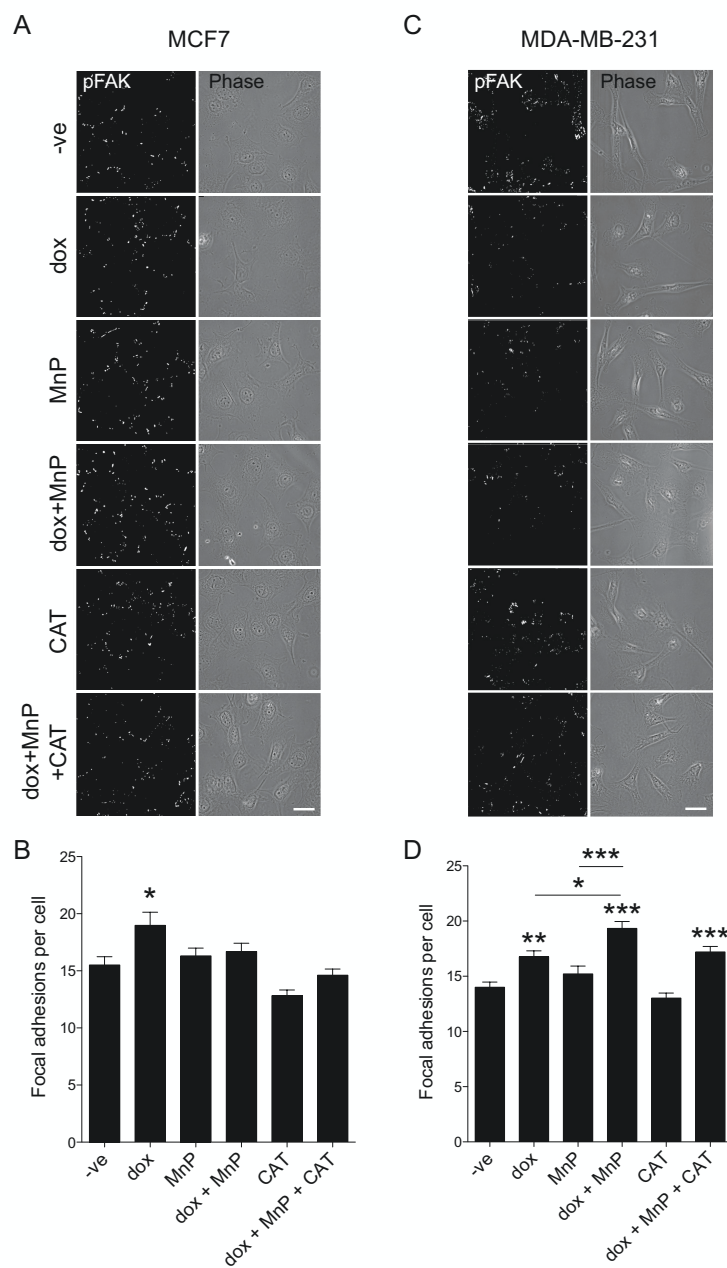 A
MCF7
pFAK
Phase
-ve
dox
MnP
dox+MnP
CAT
dox+MnP
+CAT
C
MDA-MB-231
pFAK
Phase
B
Focal adhesions per cell
25
20
15
10
5
0
*
-ve
dox
MnP
dox + MnP
CAT
dox + MnP + CAT
D
Focal adhesions per cell
25
20
15
10
5
0
***
*
**
***
***
-ve
dox
MnP
dox + MnP
CAT
dox + MnP + CAT